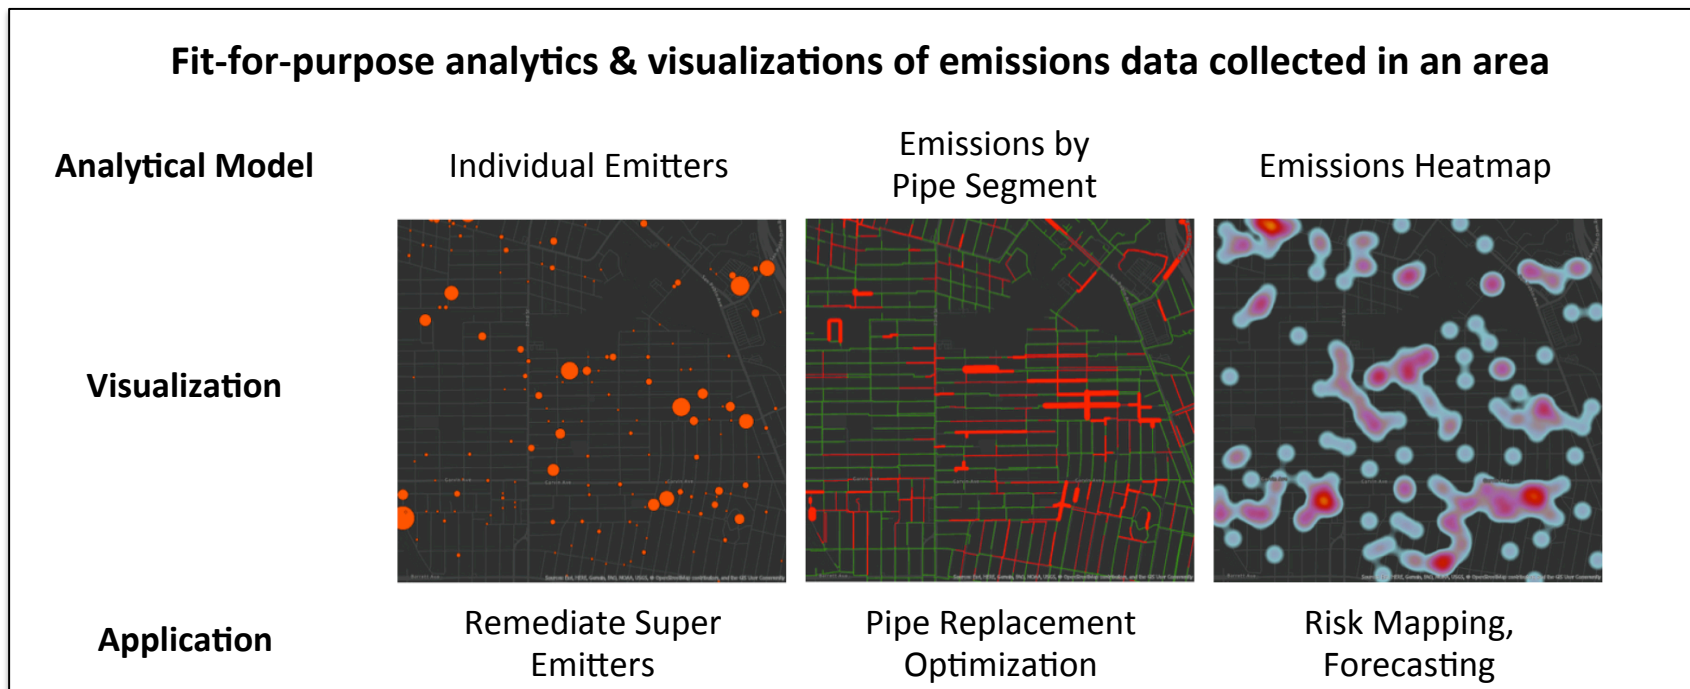 Fit-for-purpose analytics & visualizations of emissions data collected in an area
Analytical Model
Individual Emitters
Emissions by
Pipe Segment
Emissions Heatmap
Visualization
Application
Remediate Super
Emitters
Pipe Replacement
Optimization
Risk Mapping,
Forecasting